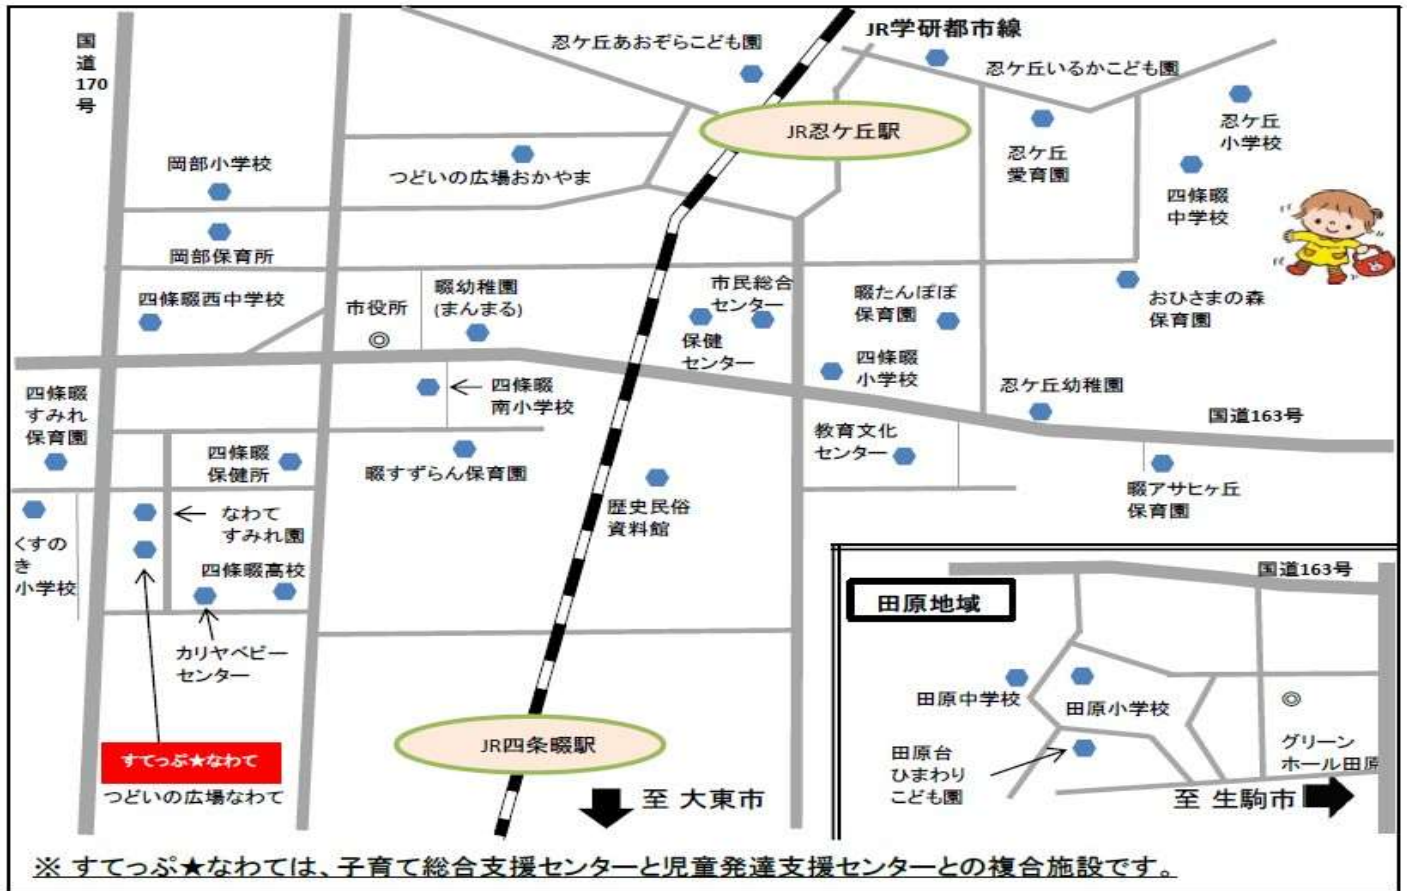 国
道
170
号
JR学研都市線
忍ケ丘あおぞらこども園
忍ケ丘いるかこども園
JR忍ケ丘駅
忍ケ丘
小学校
忍ケ丘
愛育園
岡部小学校
つどいの広場おかやま
四條畷
中学校
岡部保育所
四條畷西中学校
市役所
畷幼稚園
(まんまる)
市民総合
センター
保健
センター
畷たんぽぽ
保育園
おひさまの森
保育園
四條畷
小学校
四條畷
すみれ
保育園
四條畷
南小学校
忍ケ丘幼稚園
国道163号
教育文化
センター
四條畷
保健所
畷すずらん保育園
畷アサヒヶ丘
保育園
歴史民俗
資料館
なわて
すみれ園
くすの
き
小学校
四條畷高校
カリヤベビー
センター
すてっぷ★なわて
つどいの広場なわて
JR四条畷駅
至 大東市
国道163号
田原地域
田原中学校
田原小学校
田原台
ひまわり
こども園
グリーン
ホール田原
至 生駒市
※ すてっぷ★なわては、子育て総合支援センターと児童発達支援センターとの複合施設です。